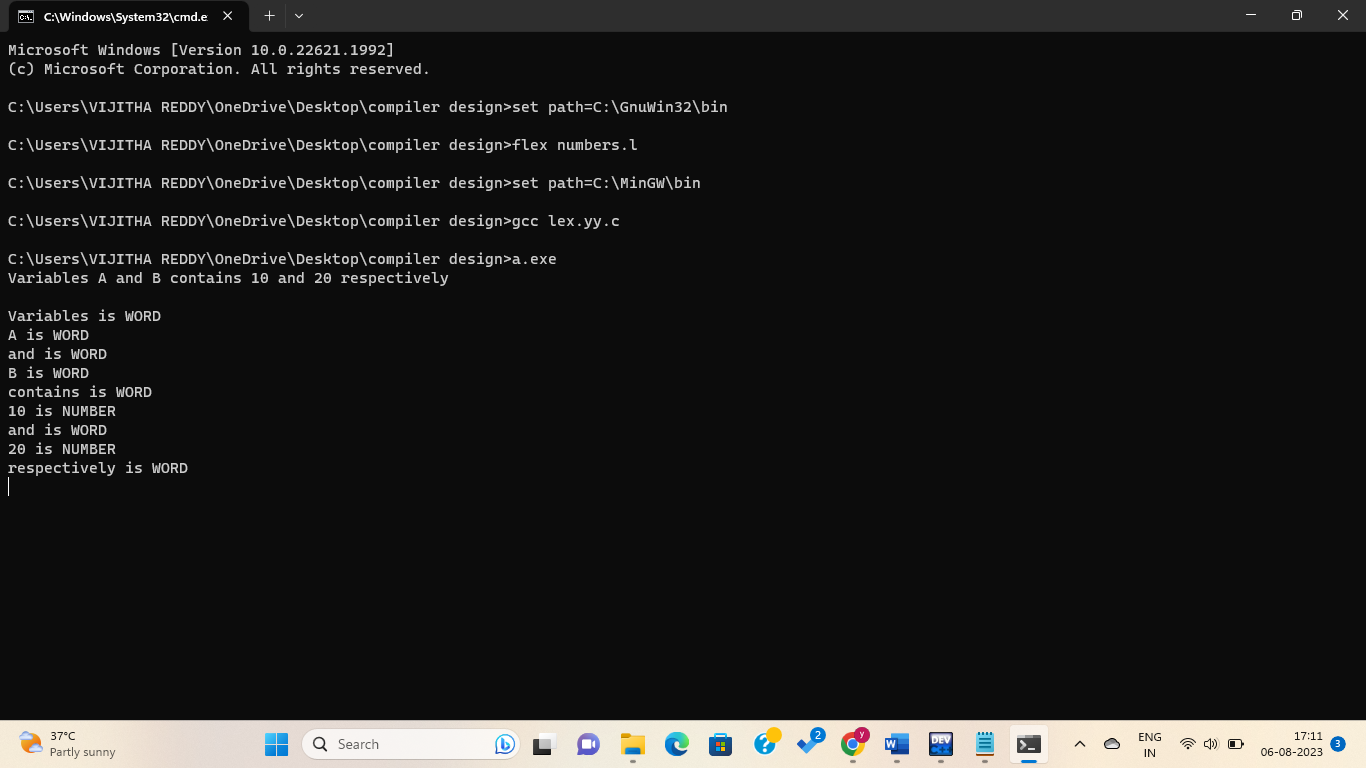 C:\Windows\System32\cmd.e
Microsoft Windows [Version 10.0.22621.1992]
(c) Microsoft Corporation. All rights reserved.
C:\Users\VIJITHA REDDY\OneDrive\Desktop\compiler design>set path=C:\GnuWin32\bin
C:\Users\VIJITHA REDDY\OneDrive\Desktop\compiler design>flex numbers.l
C:\Users\VIJITHA REDDY\OneDrive\Desktop\compiler design>set path=C:\MinGW\bin
C:\Users\VIJITHA REDDY\OneDrive\Desktop\compiler design>gcc lex.yy.c
C:\Users\VIJITHA REDDY\OneDrive\Desktop\compiler design>a.exe
Variables A and B contains 10 and 20 respectively
Variables is WORD
A is WORD
and is WORD
B is WORD
contains is WORD
10 is NUMBER
and is WORD
20 is NUMBER
respectively is WORD
37°C
Partly sunny
Search
2
y
W
DEV
C++
ENG
IN
17:11
06-08-2023
3